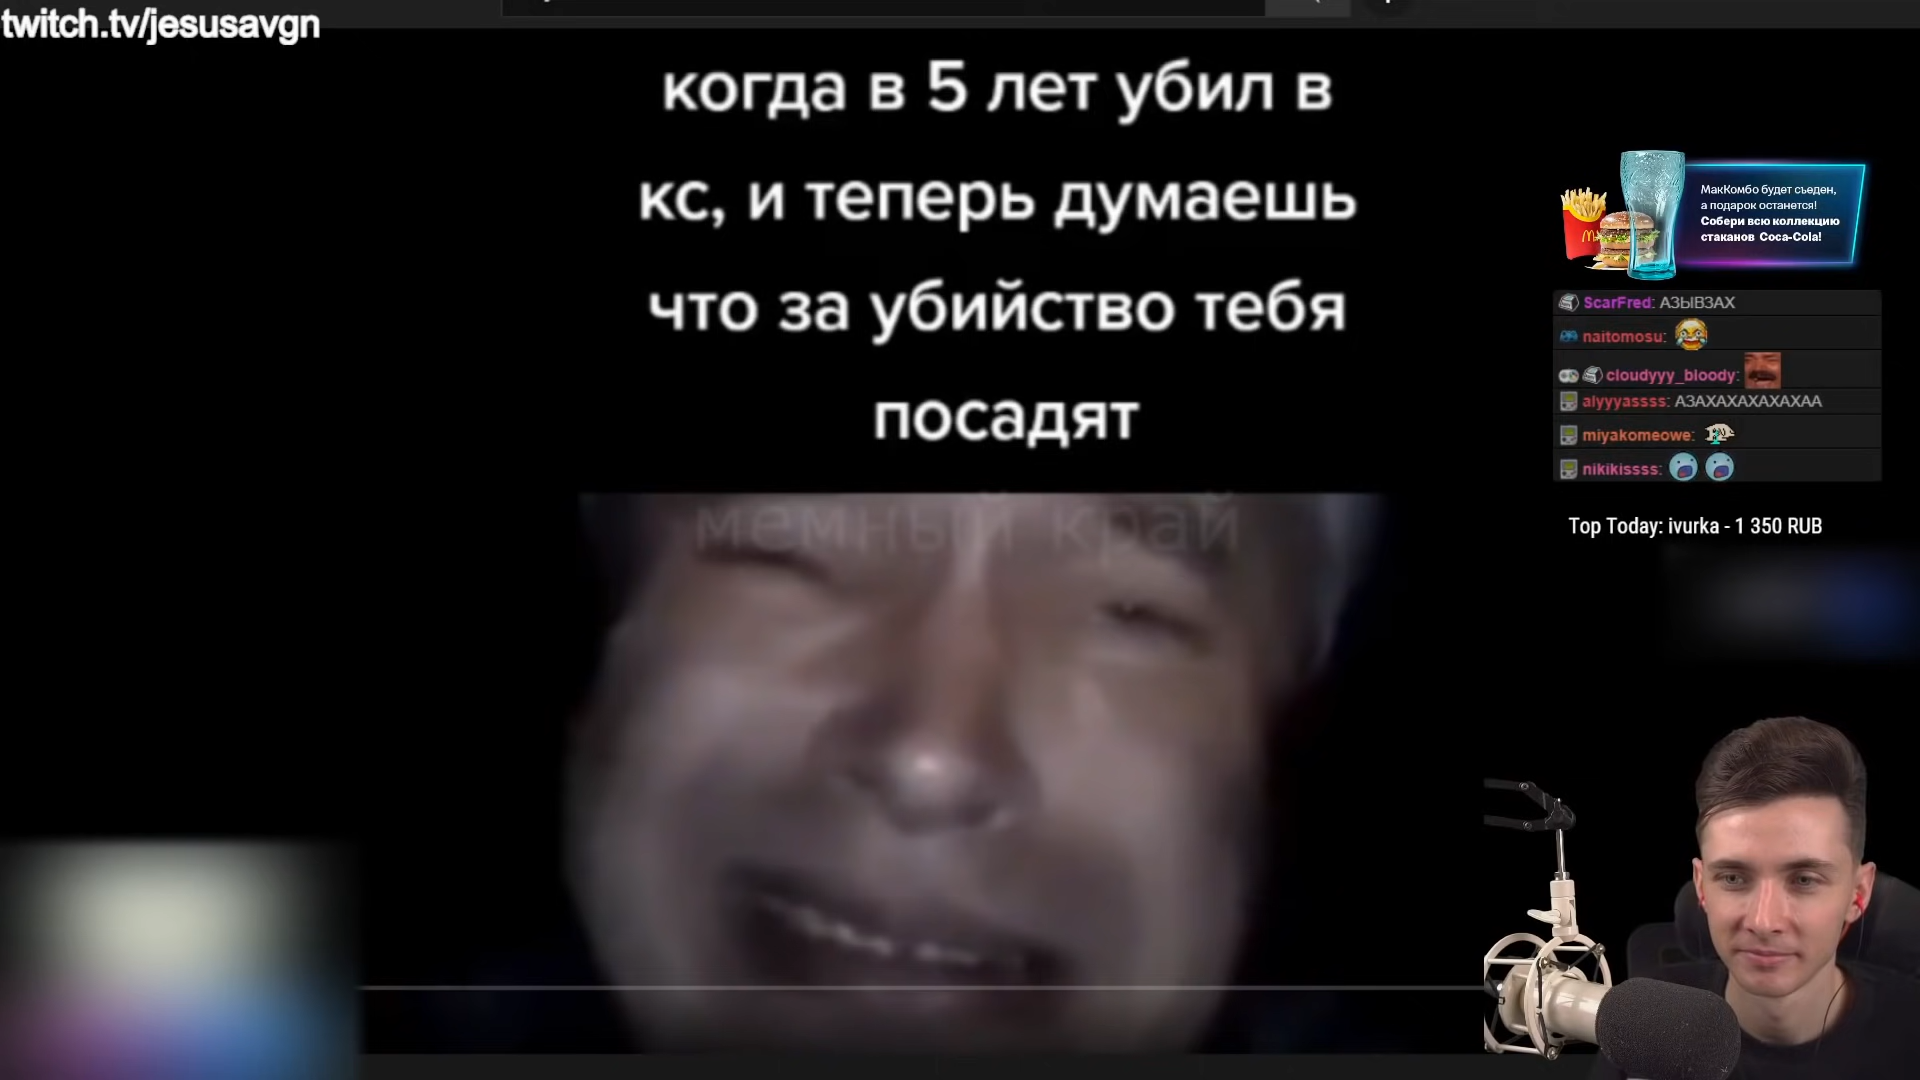 twitch.tv/jesusavgn
когда в 5 лет убил в
кс, и теперь думаешь
что за убийство тебя
посадят
мемный край
МакКомбо будет съеден,
а подарок останется!
Собери всю коллекцию
стаканов Coca-Cola!
ScarFred: АЗЫВЗАХ
naitomosu:
cloudyyy_bloody:
alyyyassss: АЗАХАХАХАХАХАА
miyakomeowe:
nikikissss:
Top Today: ivurka - 1 350 RUB